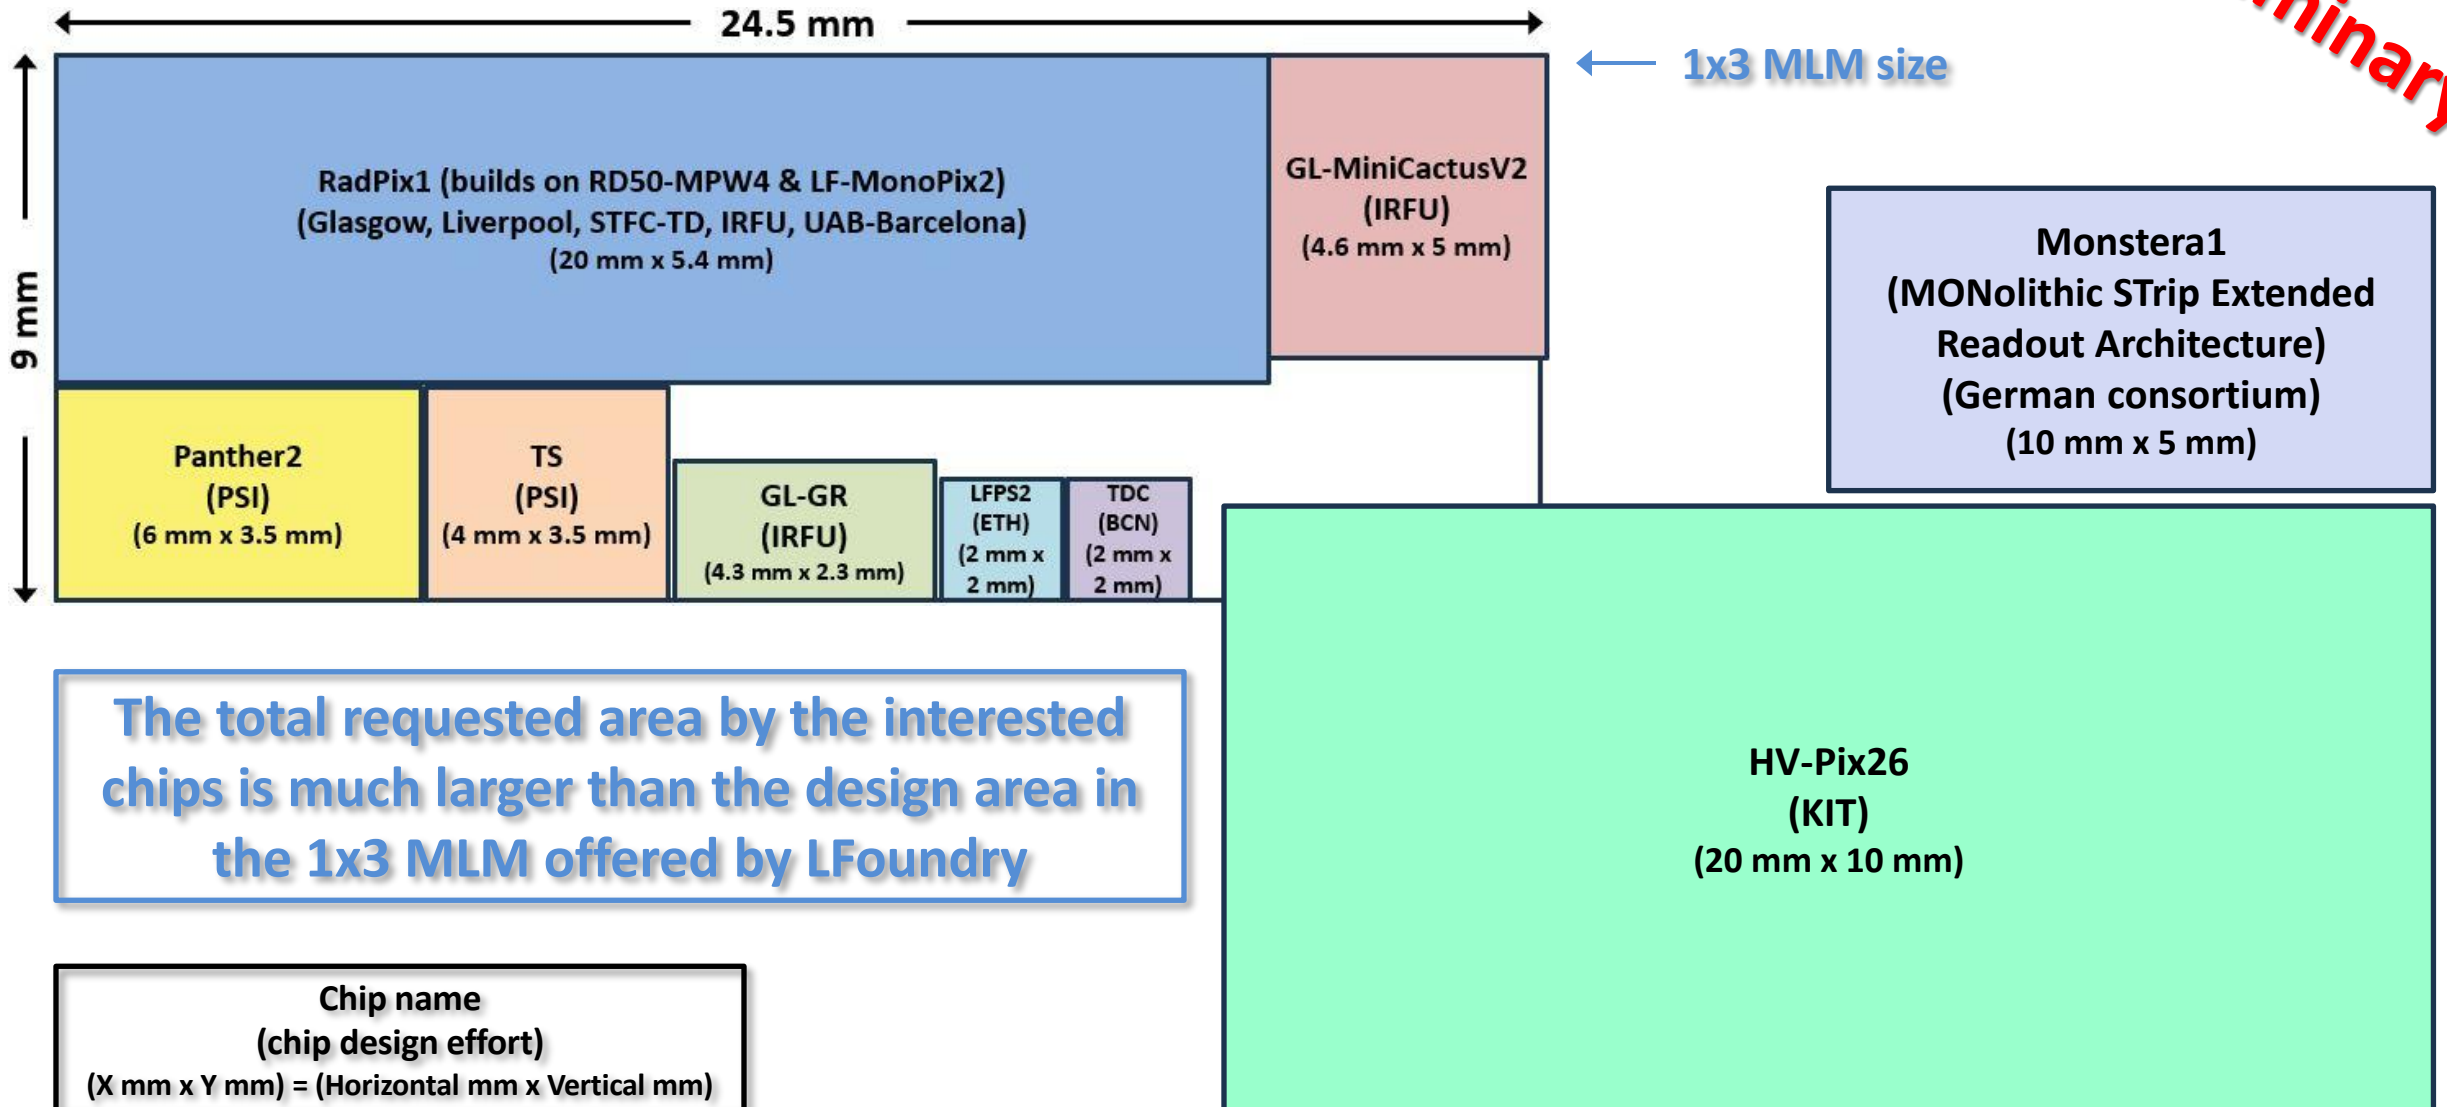 24.5 mm
1x3 MLM size
9 mm
RadPix1 (builds on RD50-MPW4 & LF-MonoPix2)
(Glasgow, Liverpool, STFC-TD, IRFU, UAB-Barcelona)
(20 mm x 5.4 mm)
GL-MiniCactusV2
(IRFU)
(4.6 mm x 5 mm)
Monstera1
(MONolithic STrip Extended
Readout Architecture)
(German consortium)
(10 mm x 5 mm)
Panther2
(PSI)
(6 mm x 3.5 mm)
TS
(PSI)
(4 mm x 3.5 mm)
GL-GR
(IRFU)
(4.3 mm x 2.3 mm)
LFPS2
(ETH)
(2 mm x
2 mm)
TDC
(BCN)
(2 mm x
2 mm)
The total requested area by the interested
chips is much larger than the design area in
the 1x3 MLM offered by LFoundry
HV-Pix26
(KIT)
(20 mm x 10 mm)
Chip name
(chip design effort)
(X mm x Y mm) = (Horizontal mm x Vertical mm)